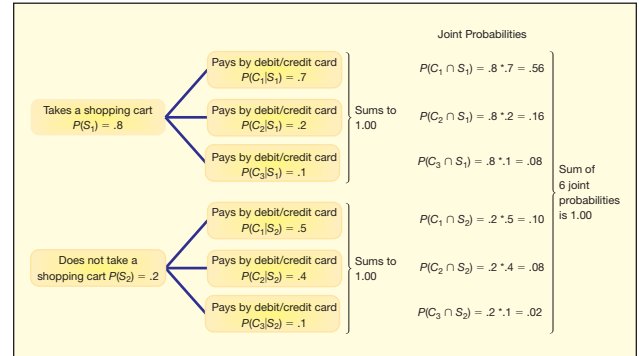 Joint Probabilities
Pays by debit/credit card
P(C₁|S₁) = .7
P(C₁ ∩ S₁) = .8 *.7 = .56
Takes a shopping cart
P(S₁) = .8
Pays by debit/credit card
P(C₂|S₁) = .2
Sums to
1.00
P(C₂ ∩ S₁) = .8 *.2 = .16
Pays by debit/credit card
P(C₃|S₁) = .1
P(C₃ ∩ S₁) = .8 *.1 = .08
Sum of
6 joint
probabilities
is 1.00
Pays by debit/credit card
P(C₁|S₂) = .5
P(C₁ ∩ S₂) = .2 *.5 = .10
Does not take a
shopping cart P(S₂) = .2
Pays by debit/credit card
P(C₂|S₂) = .4
Sums to
1.00
P(C₂ ∩ S₂) = .2 *.4 = .08
Pays by debit/credit card
P(C₃|S₂) = .1
P(C₃ ∩ S₂) = .2 *.1 = .02